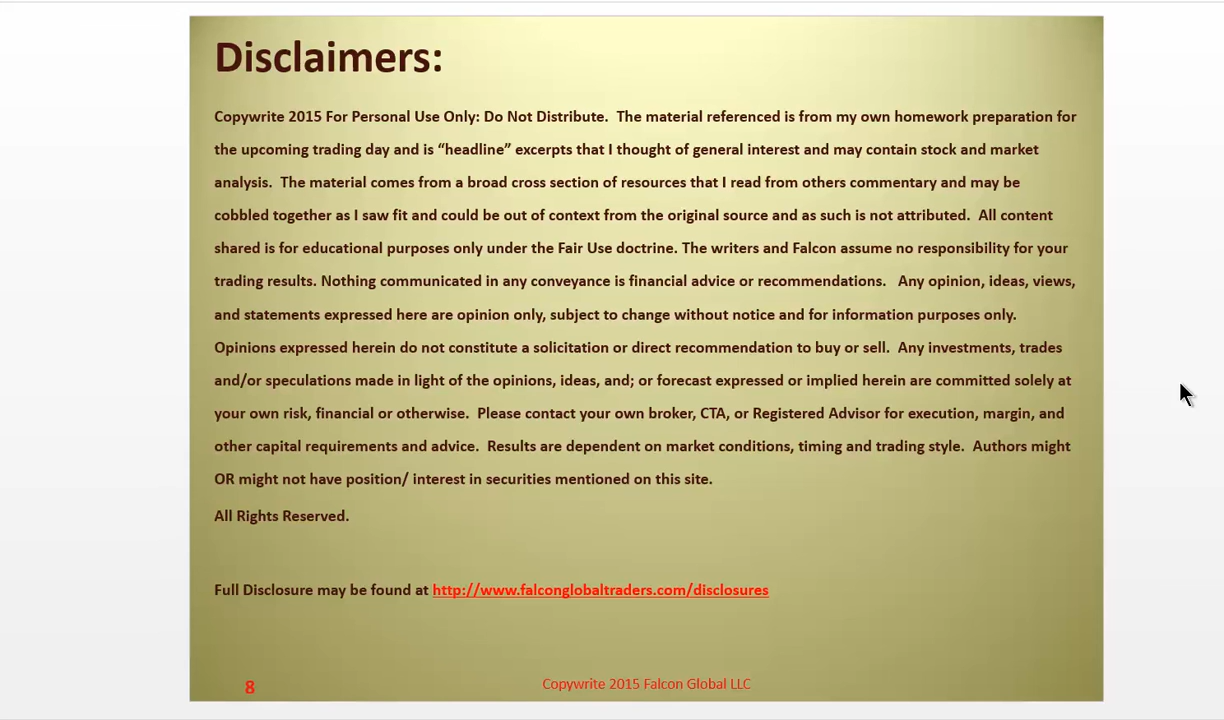 Disclaimers:
Copywrite 2015 For Personal Use Only: Do Not Distribute.  The material referenced is from my own homework preparation for
the upcoming trading day and is “headline” excerpts that I thought of general interest and may contain stock and market
analysis.  The material comes from a broad cross section of resources that I read from others commentary and may be
cobbled together as I saw fit and could be out of context from the original source and as such is not attributed.  All content
shared is for educational purposes only under the Fair Use doctrine. The writers and Falcon assume no responsibility for your
trading results. Nothing communicated in any conveyance is financial advice or recommendations.   Any opinion, ideas, views,
and statements expressed here are opinion only, subject to change without notice and for information purposes only.
Opinions expressed herein do not constitute a solicitation or direct recommendation to buy or sell.  Any investments, trades
and/or speculations made in light of the opinions, ideas, and; or forecast expressed or implied herein are committed solely at
your own risk, financial or otherwise.  Please contact your own broker, CTA, or Registered Advisor for execution, margin, and
other capital requirements and advice.  Results are dependent on market conditions, timing and trading style.  Authors might
OR might not have position/ interest in securities mentioned on this site.
All Rights Reserved.
Full Disclosure may be found at http://www.falconglobaltraders.com/disclosures
8
Copywrite 2015 Falcon Global LLC